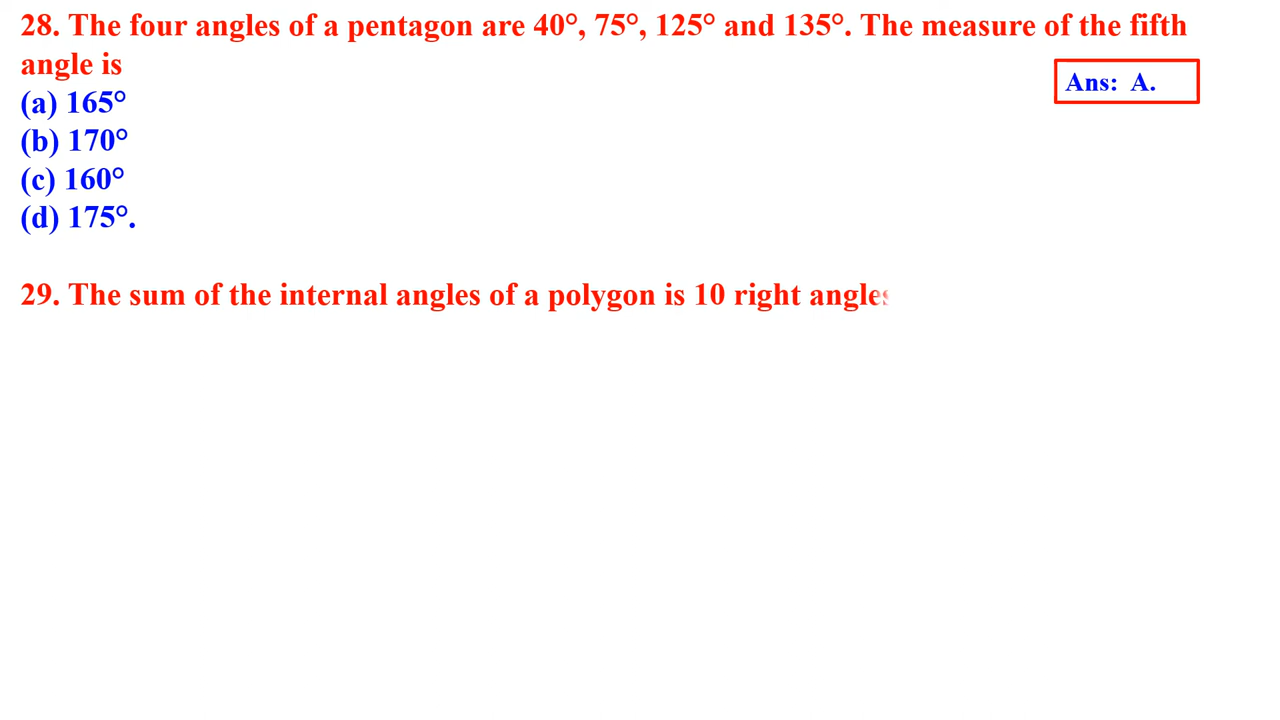 28. The four angles of a pentagon are 40°, 75°, 125° and 135°. The measure of the fifth
angle is
Ans: A.
(a) 165°
(b) 170°
(c) 160°
(d) 175°.
29. The sum of the internal angles of a polygon is 10 right angles